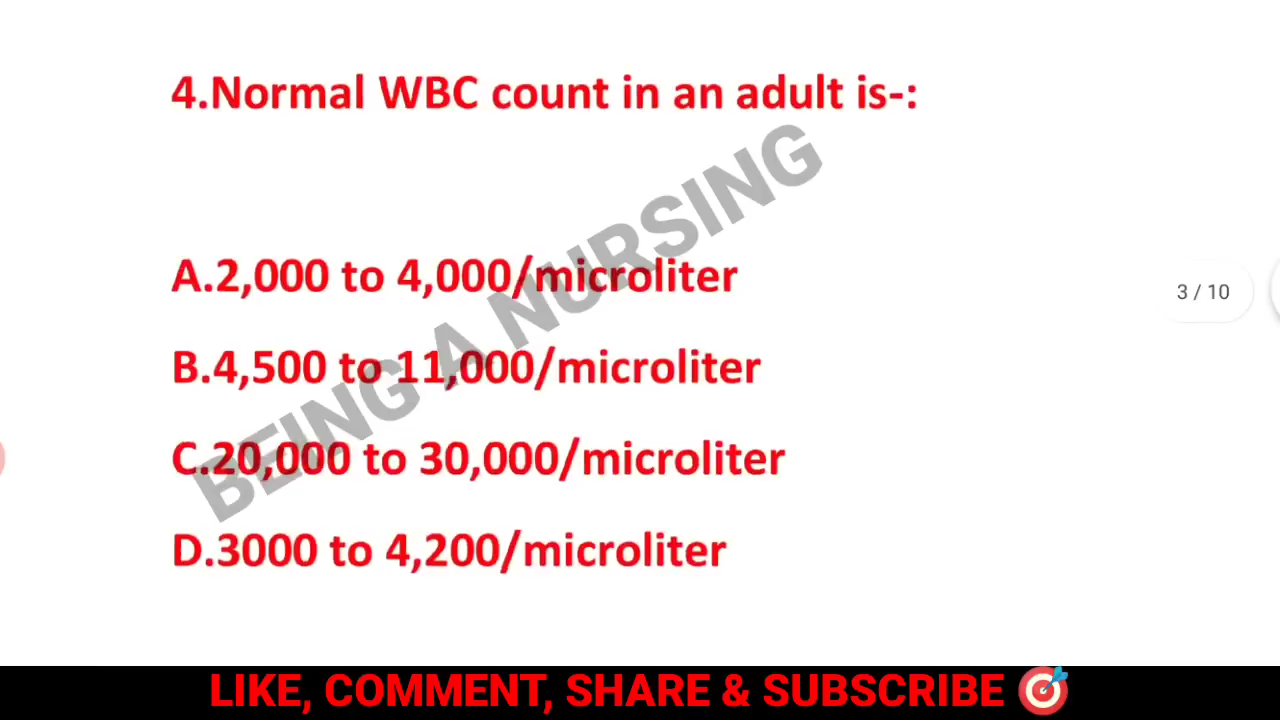 4.Normal WBC count in an adult is-:
A.2,000 to 4,000/microliter
B.4,500 to 11,000/microliter
C.20,000 to 30,000/microliter
D.3000 to 4,200/microliter
BEING A NURSING
3 / 10
LIKE, COMMENT, SHARE & SUBSCRIBE